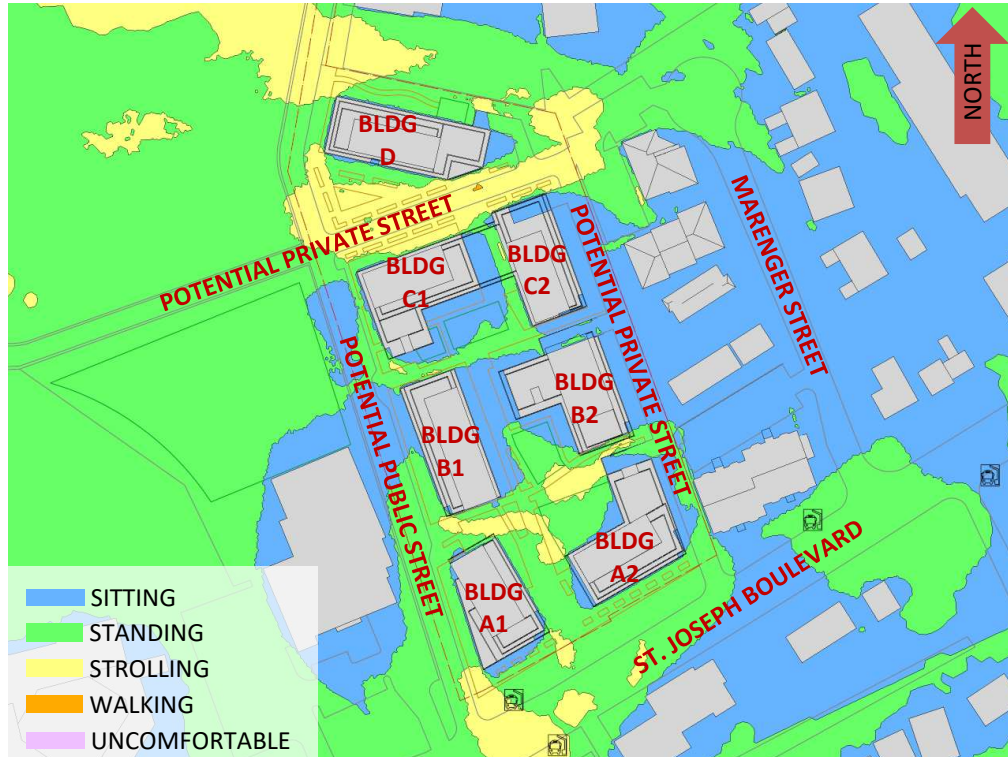 NORTH
BLDG
D
POTENTIAL PRIVATE STREET
BLDG
C1
BLDG
C2
POTENTIAL PRIVATE STREET
MARENGER STREET
POTENTIAL PUBLIC STREET
BLDG
B1
BLDG
B2
BLDG
A1
BLDG
A2
ST. JOSEPH BOULEVARD
SITTING
STANDING
STROLLING
WALKING
UNCOMFORTABLE